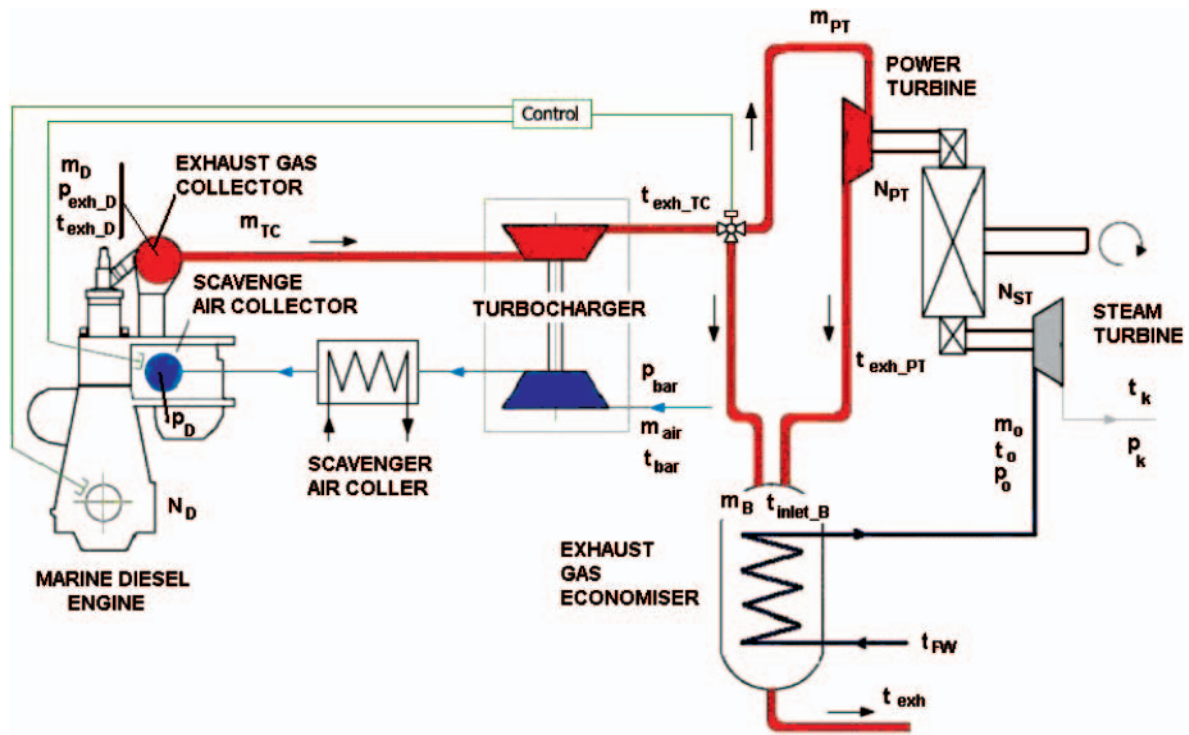 m_PT
POWER
TURBINE
Control
m_D
p_exh_D
t_exh_D
EXHAUST GAS
COLLECTOR
m_TC
t_exh_TC
N_PT
SCAVENGE
AIR COLLECTOR
TURBOCHARGER
N_ST
STEAM
TURBINE
t_exh_PT
p_bar
m_air
t_bar
t_k
p_k
p_D
m_o
t_o
p_o
SCAVENGER
AIR COLLER
N_D
m_B t_inlet_B
EXHAUST
GAS
ECONOMISER
MARINE DIESEL
ENGINE
t_FW
t_exh